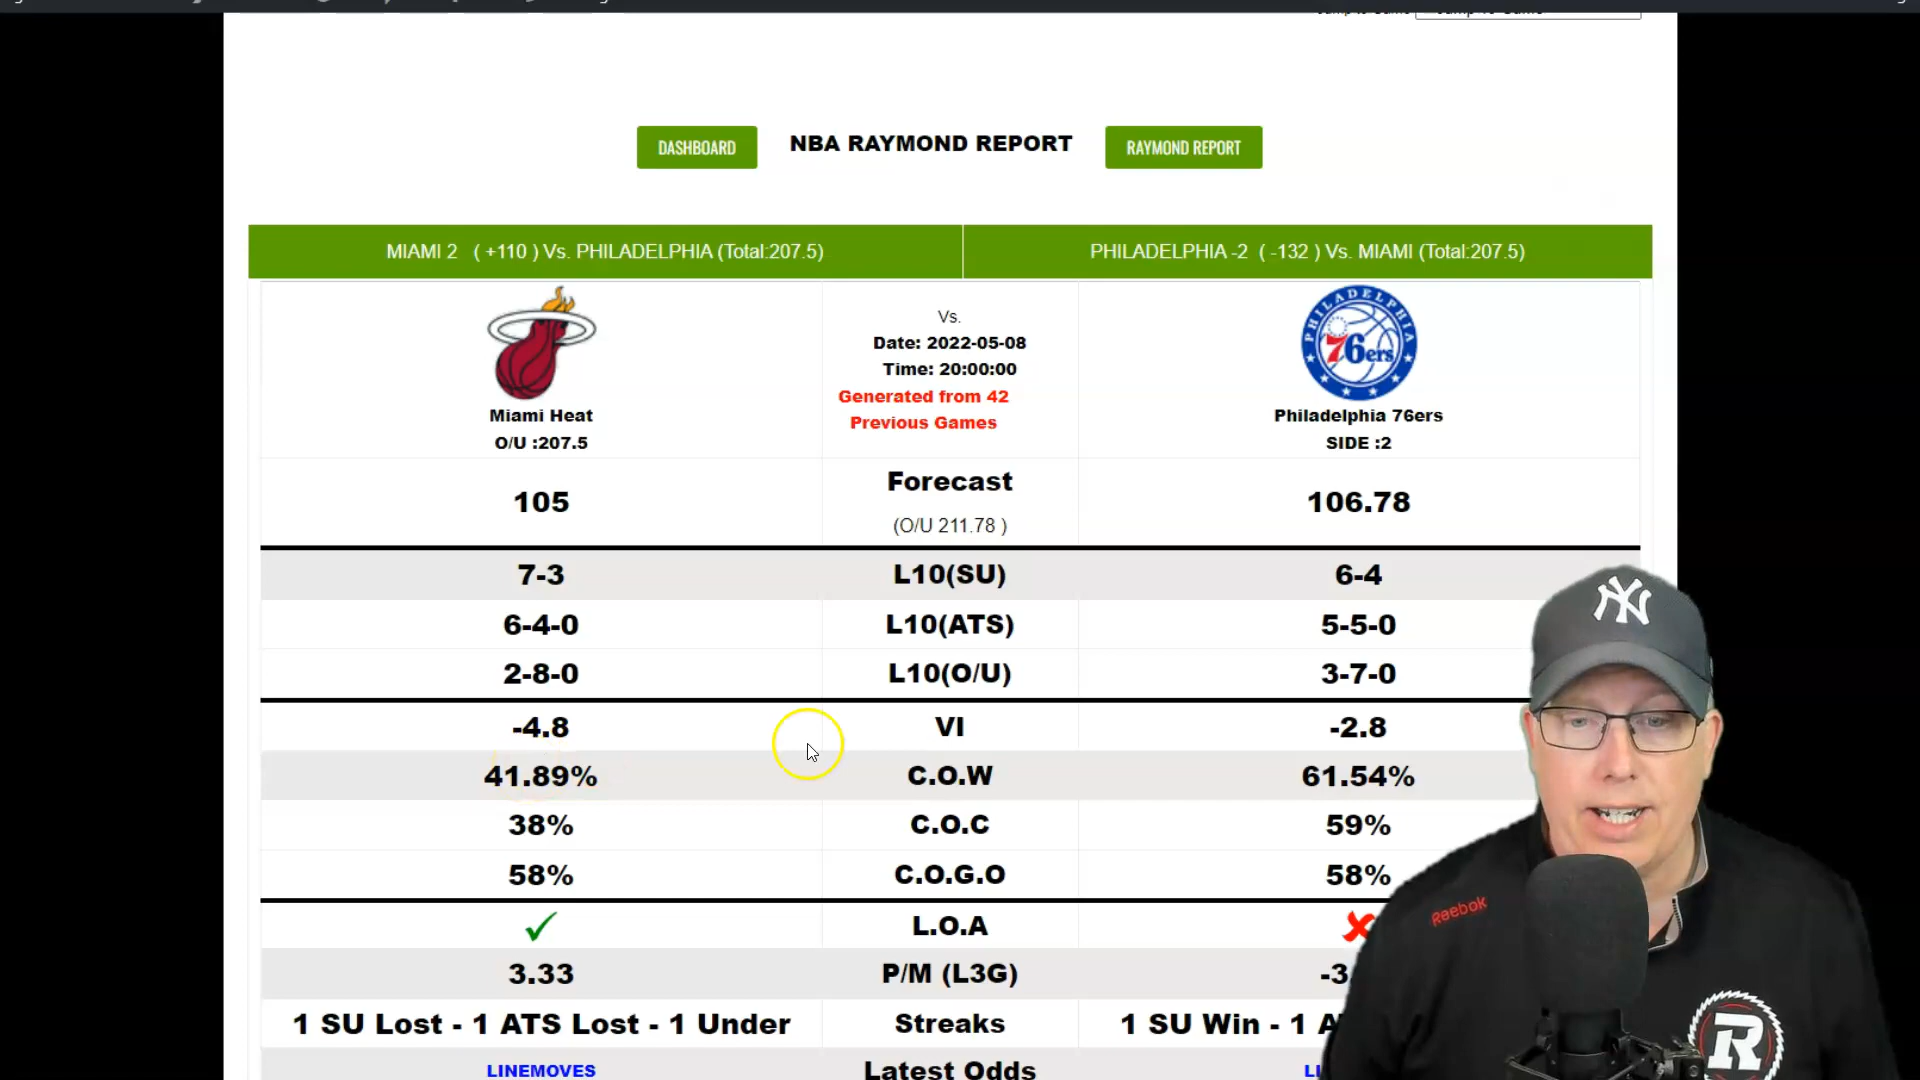 DASHBOARD
NBA RAYMOND REPORT
RAYMOND REPORT
MIAMI 2 ( +110 ) Vs. PHILADELPHIA (Total:207.5)
PHILADELPHIA -2 ( -132 ) Vs. MIAMI (Total:207.5)
Vs.
Date: 2022-05-08
Time: 20:00:00
Generated from 42
Previous Games
Miami Heat
O/U :207.5
PHILADELPHIA
76ers
Philadelphia 76ers
SIDE :2
105
Forecast
(O/U 211.78 )
106.78
7-3
L10(SU)
6-4
6-4-0
L10(ATS)
5-5-0
2-8-0
L10(O/U)
3-7-0
-4.8
VI
-2.8
41.89%
C.O.W
61.54%
38%
C.O.C
59%
58%
C.O.G.O
58%
L.O.A
3.33
P/M (L3G)
-3
1 SU Lost - 1 ATS Lost - 1 Under
Streaks
1 SU Win - 1 A
LINEMOVES
Latest Odds
LI
NY
Reebok
R